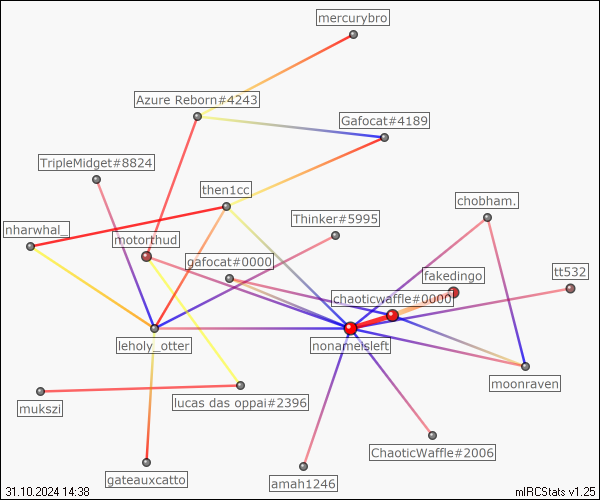 mercurybro
Azure Reborn#4243
Gafocat#4189
TripleMidget#8824
then1cc
chobham.
Thinker#5995
nharwhal_
motorthud
gafocat#0000
fakedingo
tt532
chaoticwaffle#0000
leholy_otter
nonameisleft
moonraven
mukszi
lucas das oppai#2396
ChaoticWaffle#2006
gateauxcatto
amah1246
31.10.2024 14:38
mIRCStats v1.25